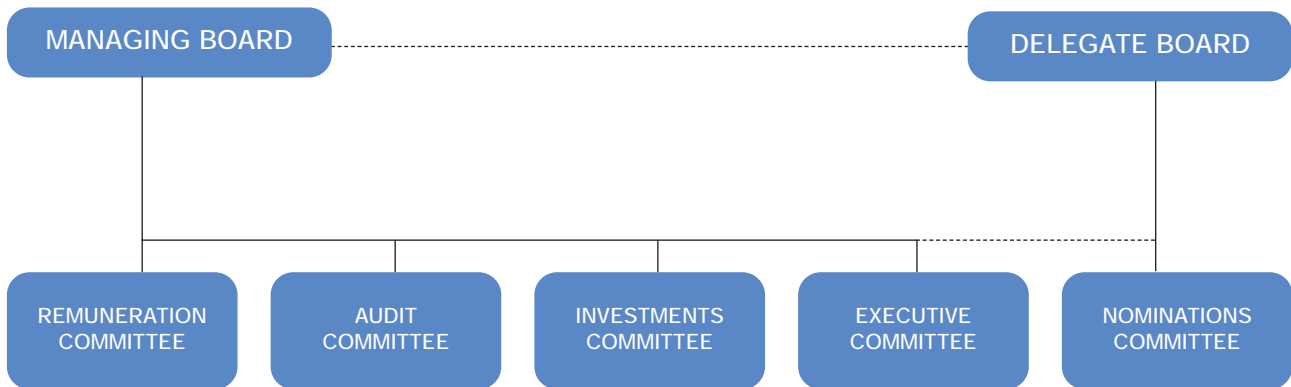 MANAGING BOARD
DELEGATE BOARD
REMUNERATION
COMMITTEE
AUDIT
COMMITTEE
INVESTMENTS
COMMITTEE
EXECUTIVE
COMMITTEE
NOMINATIONS
COMMITTEE